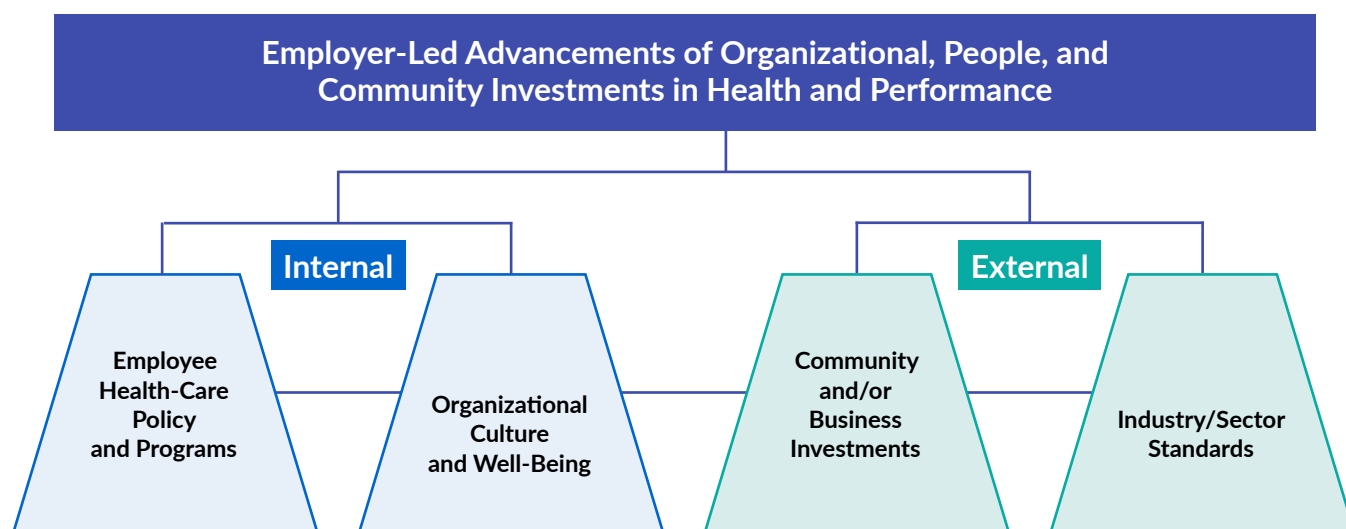 Employer-Led Advancements of Organizational, People, and
Community Investments in Health and Performance
Internal
External
Employee
Health-Care
Policy
and Programs
Organizational
Culture
and Well-Being
Community
and/or
Business
Investments
Industry/Sector
Standards